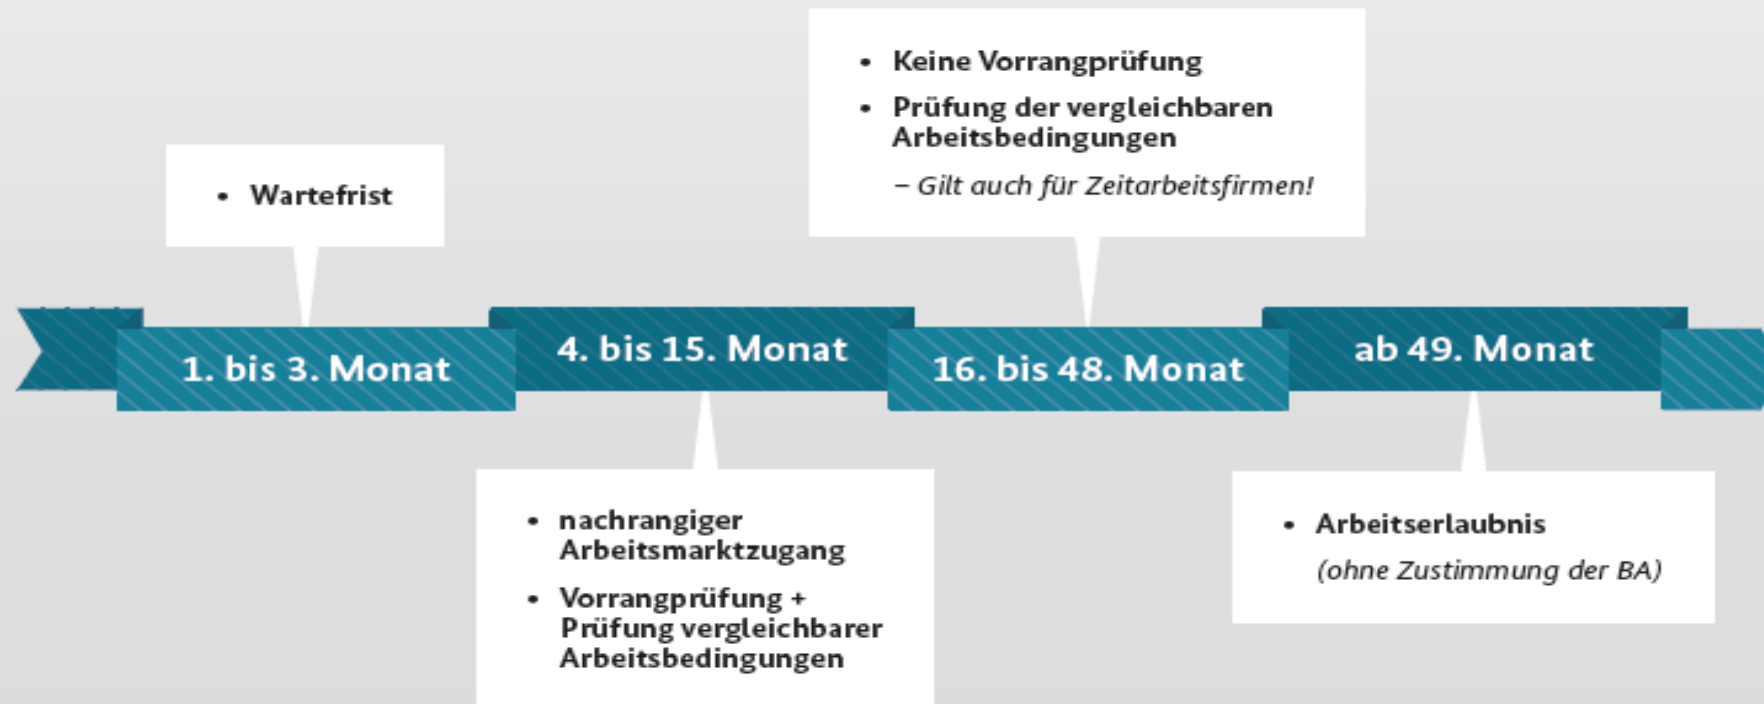 • Wartefrist
1. bis 3. Monat
4. bis 15. Monat
• nachrangiger
Arbeitsmarktzugang
• Vorrangprüfung +
Prüfung vergleichbarer
Arbeitsbedingungen
• Keine Vorrangprüfung
• Prüfung der vergleichbaren
Arbeitsbedingungen
– Gilt auch für Zeitarbeitsfirmen!
16. bis 48. Monat
ab 49. Monat
• Arbeitserlaubnis
(ohne Zustimmung der BA)